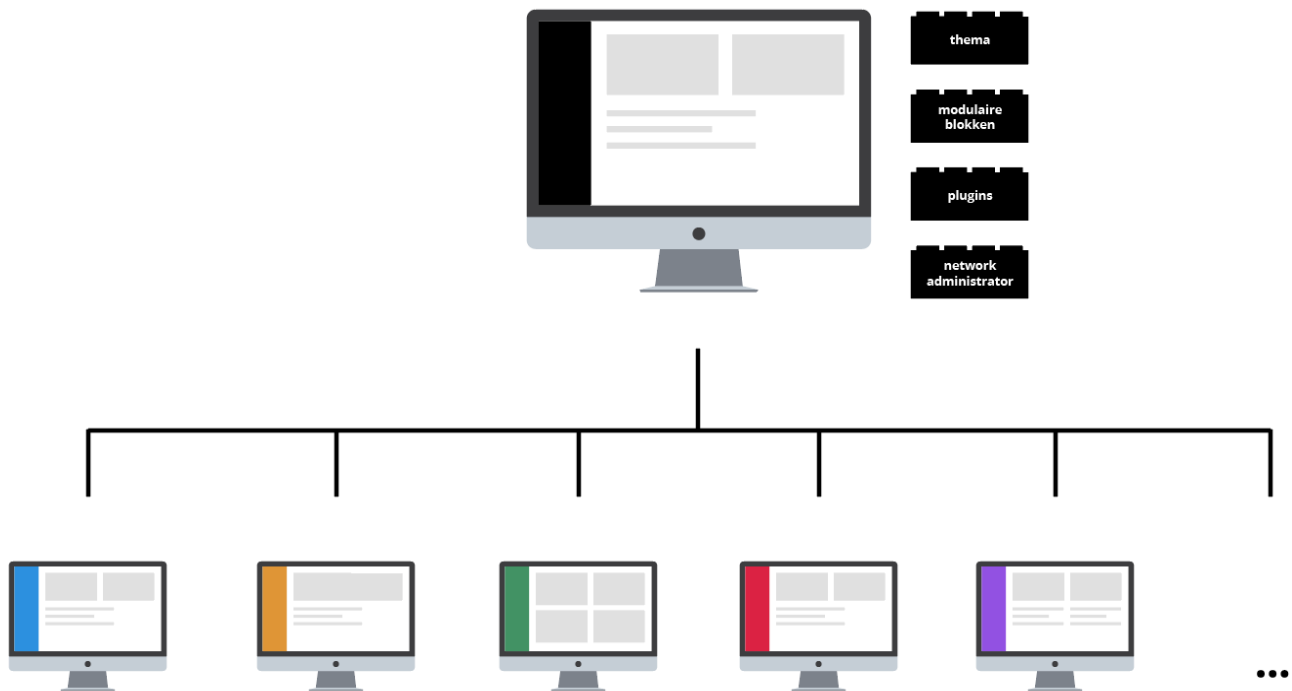 thema
modulaire
blokken
plugins
network
administrator
...